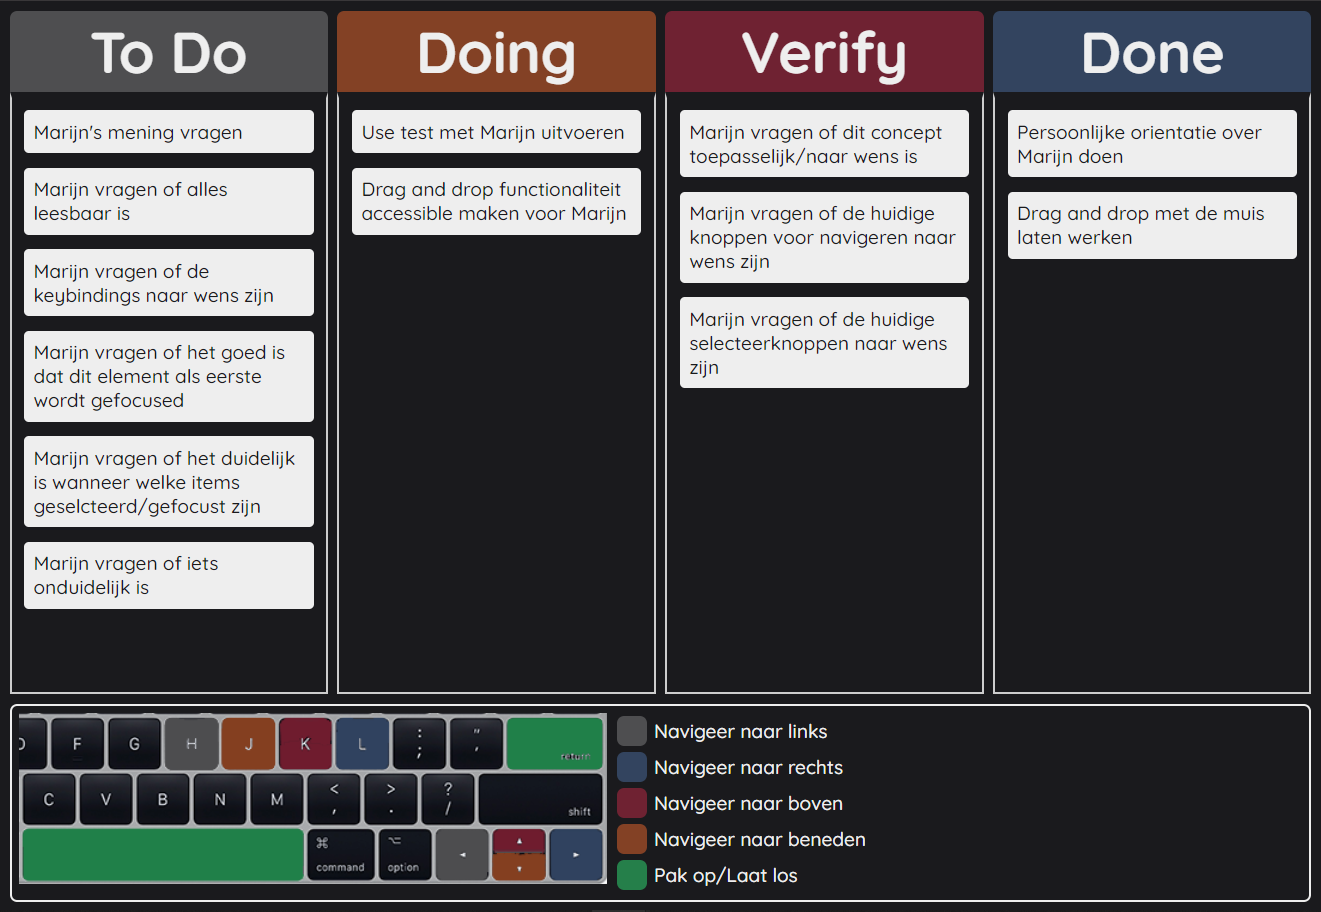 To Do
Marijn's mening vragen
Marijn vragen of alles
leesbaar is
Marijn vragen of de
keybindings naar wens zijn
Marijn vragen of het goed is
dat dit element als eerste
wordt gefocused
Marijn vragen of het duidelijk
is wanneer welke items
geselcteerd/gefocust zijn
Marijn vragen of iets
onduidelijk is
Doing
Use test met Marijn uitvoeren
Drag and drop functionaliteit
accessible maken voor Marijn
Verify
Marijn vragen of dit concept
toepasselijk/naar wens is
Marijn vragen of de huidige
knoppen voor navigeren naar
wens zijn
Marijn vragen of de huidige
selecteerknoppen naar wens
zijn
Done
Persoonlijke orientatie over
Marijn doen
Drag and drop met de muis
laten werken
D F G H J K L : ; " ' return
C V B N M < , > . ? / shift
⌘ command ⌥ option ◂ ▴ ▾ ▸
Navigeer naar links
Navigeer naar rechts
Navigeer naar boven
Navigeer naar beneden
Pak op/Laat los